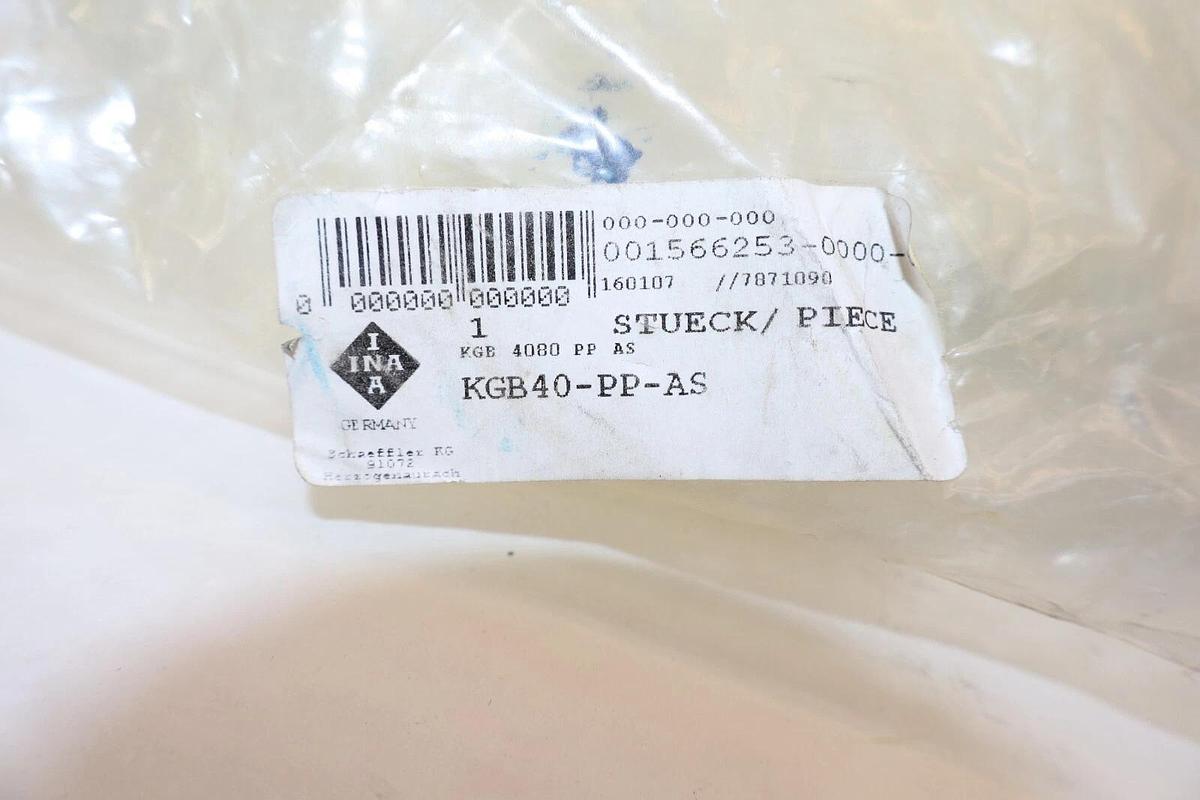 000-000-000
001566253-0000-
160107 //7871090
0 000000 000000
1 STUECK/ PIECE
KGB 4080 PP AS
KGB40-PP-AS
I
INA
A
GERMANY
Schaeffler KG
91072
Herzogenaurach